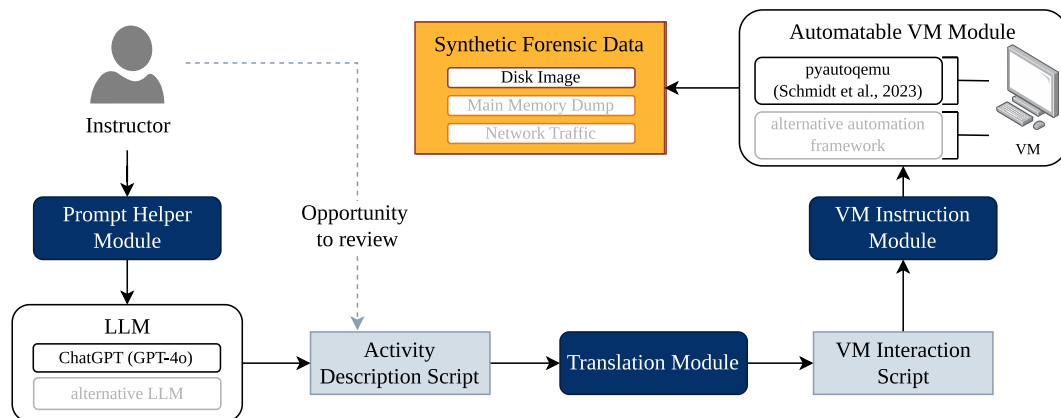 Instructor
Prompt Helper
Module
LLM
ChatGPT (GPT-4o)
alternative LLM
Opportunity
to review
Activity
Description Script
Translation Module
VM Interaction
Script
VM Instruction
Module
Automatable VM Module
pyautoqemu
(Schmidt et al., 2023)
alternative automation
framework
VM
Synthetic Forensic Data
Disk Image
Main Memory Dump
Network Traffic